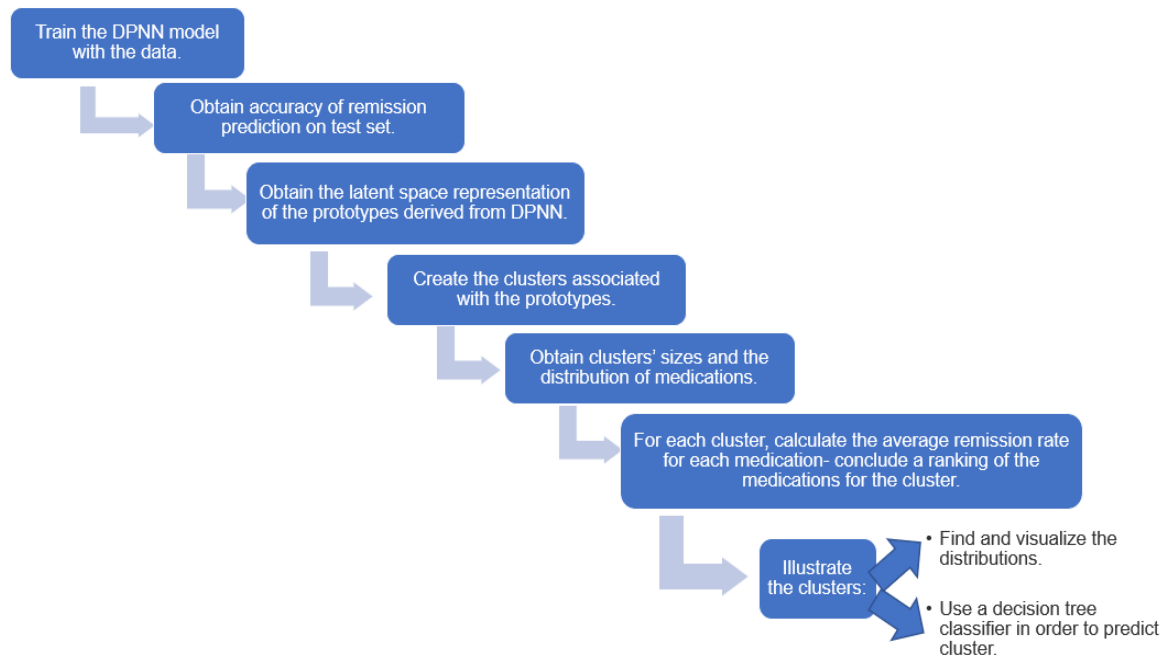 Train the DPNN model
with the data.
Obtain accuracy of remission
prediction on test set.
Obtain the latent space representation
of the prototypes derived from DPNN.
Create the clusters associated
with the prototypes.
Obtain clusters’ sizes and the
distribution of medications.
For each cluster, calculate the average remission rate
for each medication- conclude a ranking of the
medications for the cluster.
Illustrate
the clusters:
• Find and visualize the
distributions.
• Use a decision tree
classifier in order to predict
cluster.